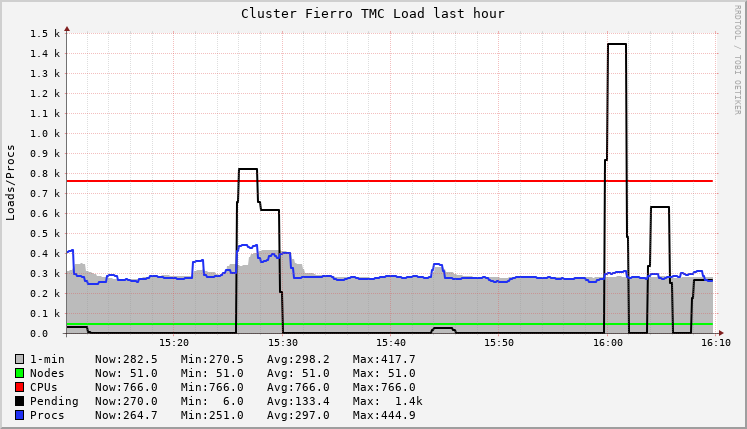 Cluster Fierro TMC Load last hour
RRDTOOL / TOBI OETIKER
Loads/Procs
1.5 k
1.4 k
1.3 k
1.2 k
1.1 k
1.0 k
0.9 k
0.8 k
0.7 k
0.6 k
0.5 k
0.4 k
0.3 k
0.2 k
0.1 k
0.0
15:20 15:30 15:40 15:50 16:00 16:10
1-min Now:282.5 Min:270.5 Avg:298.2 Max:417.7
Nodes Now: 51.0 Min: 51.0 Avg: 51.0 Max: 51.0
CPUs Now:766.0 Min:766.0 Avg:766.0 Max:766.0
Pending Now:270.0 Min: 6.0 Avg:133.4 Max: 1.4k
Procs Now:264.7 Min:251.0 Avg:297.0 Max:444.9